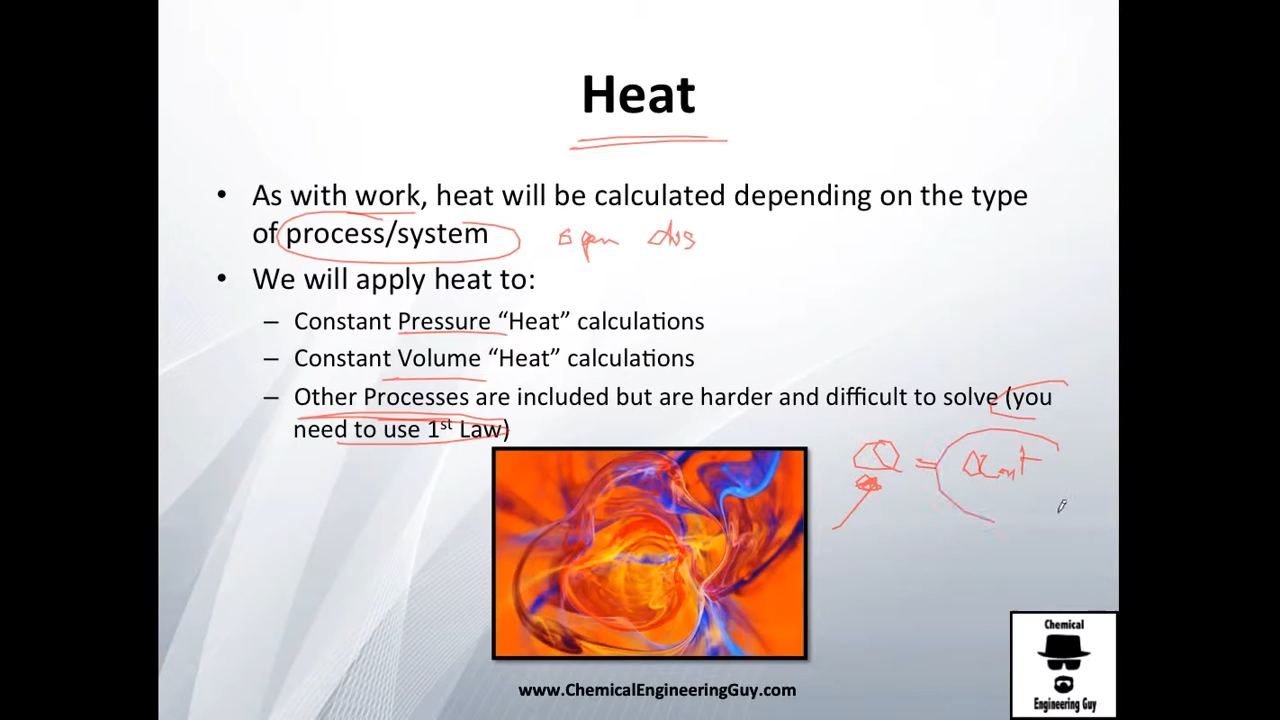 Heat
• As with work, heat will be calculated depending on the type
of process/system open
• We will apply heat to:
– Constant Pressure “Heat” calculations
– Constant Volume “Heat” calculations
– Other Processes are included but are harder and difficult to solve (you
need to use 1st Law)
Q =
www.ChemicalEngineeringGuy.com
Chemical
Engineering Guy